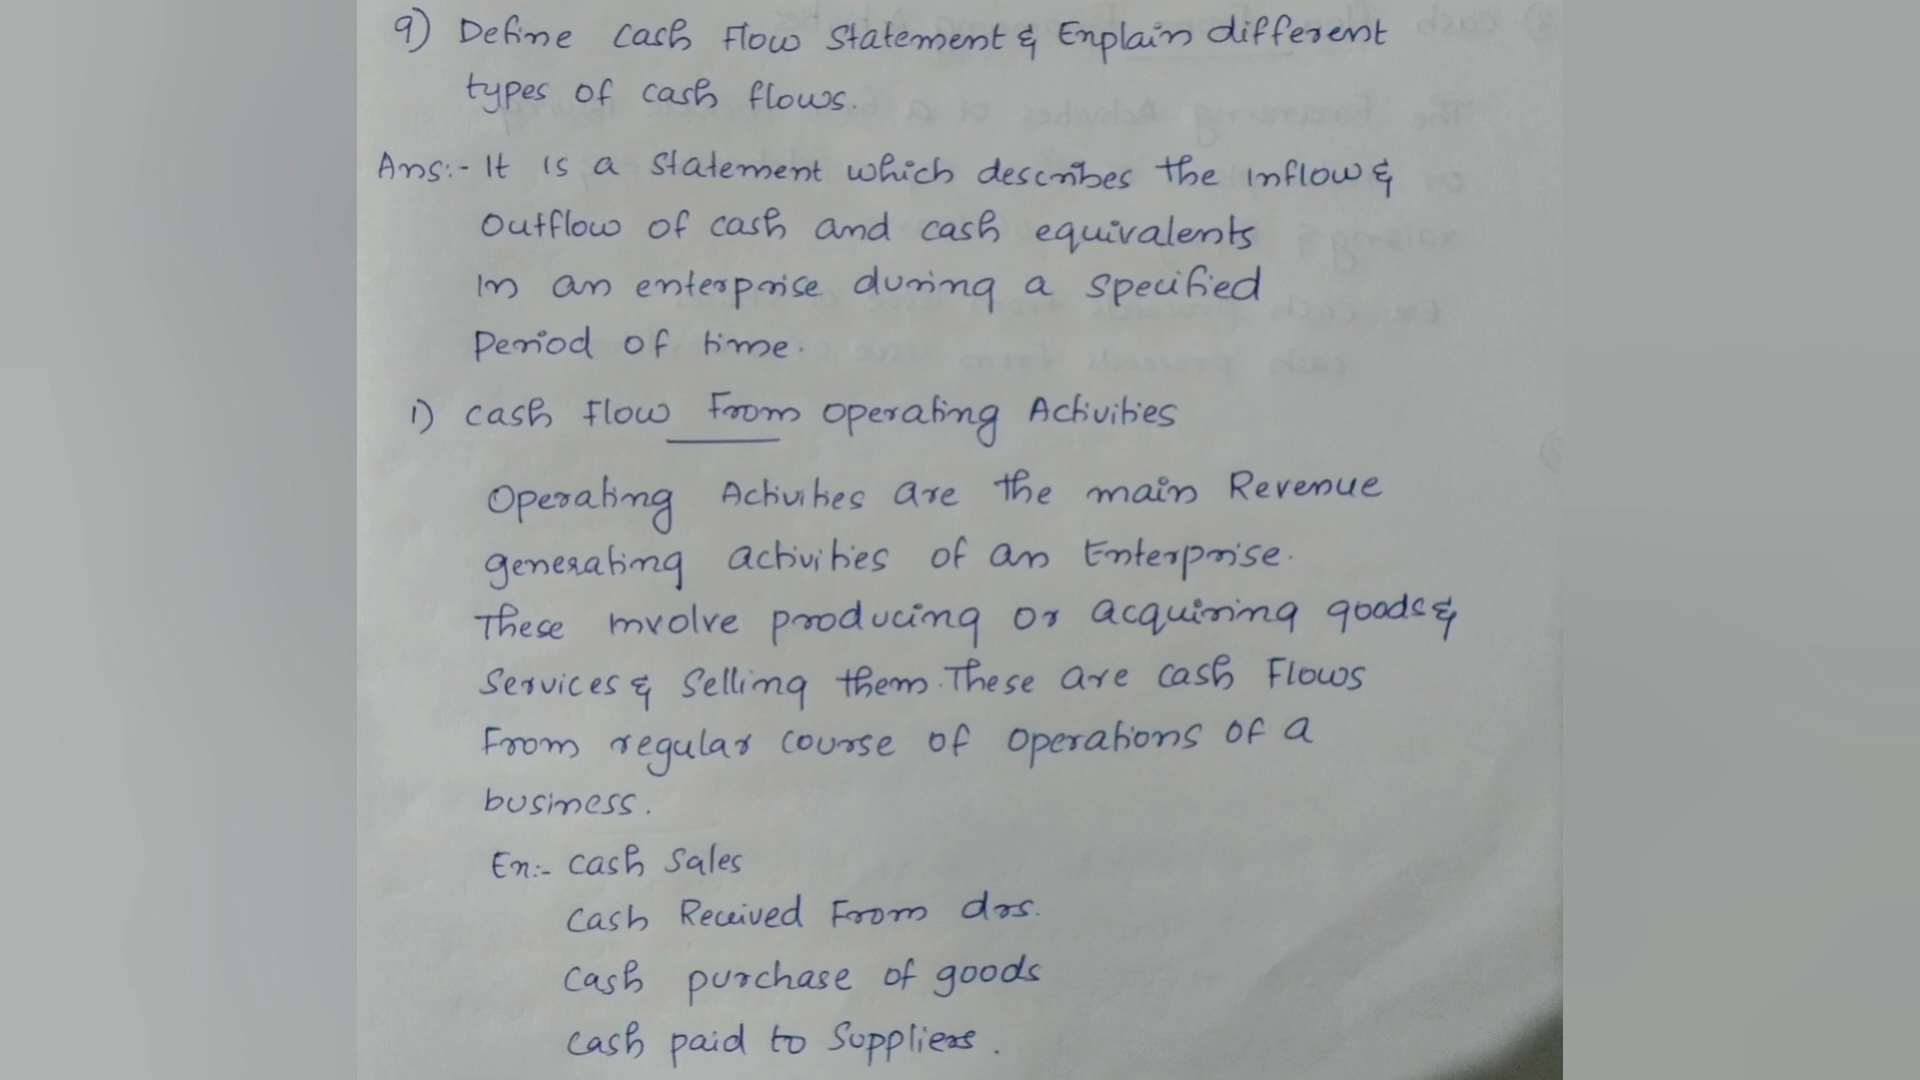 9) Define Cash Flow Statement & Explain different
types of cash flows.
Ans:- It is a Statement which describes the inflow &
Outflow of cash and cash equivalents
In an enterprise during a specified
Period of time.
1) Cash Flow From Operating Activities
Operating Activities are the main Revenue
generating activities of an Enterprise.
These involve producing or acquiring goods &
Services & Selling them. These are cash Flows
From regular course of operations of a
business.
Ex:- Cash Sales
Cash Received From drs.
Cash purchase of goods
Cash paid to Suppliers.